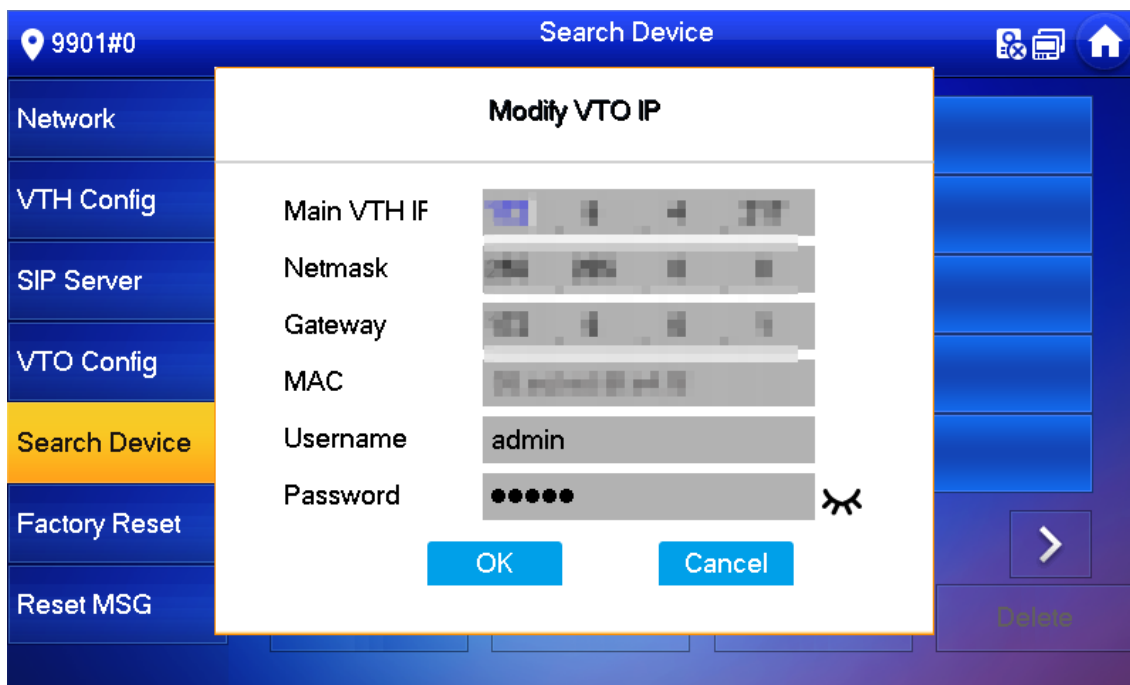 9901#0
Search Device
Network
VTH Config
SIP Server
VTO Config
Search Device
Factory Reset
Reset MSG
Modify VTO IP
Main VTH IF
Netmask
Gateway
MAC
Username admin
Password ●●●●●
OK Cancel
Delete